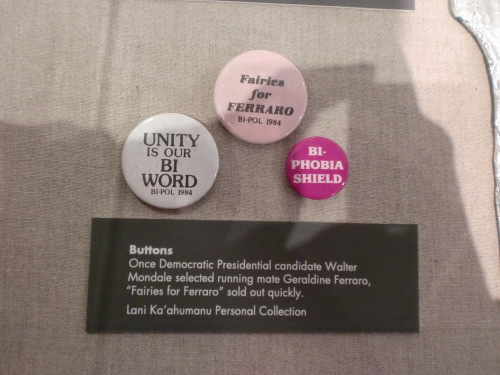 Fairies
for
FERRARO
BI-POL 1984
UNITY
IS OUR
BI
WORD
BI-POL 1984
BI-
PHOBIA
SHIELD
Buttons
Once Democratic Presidential candidate Walter
Mondale selected running mate Geraldine Ferraro,
“Fairies for Ferraro” sold out quickly.
Lani Ka‘ahumanu Personal Collection